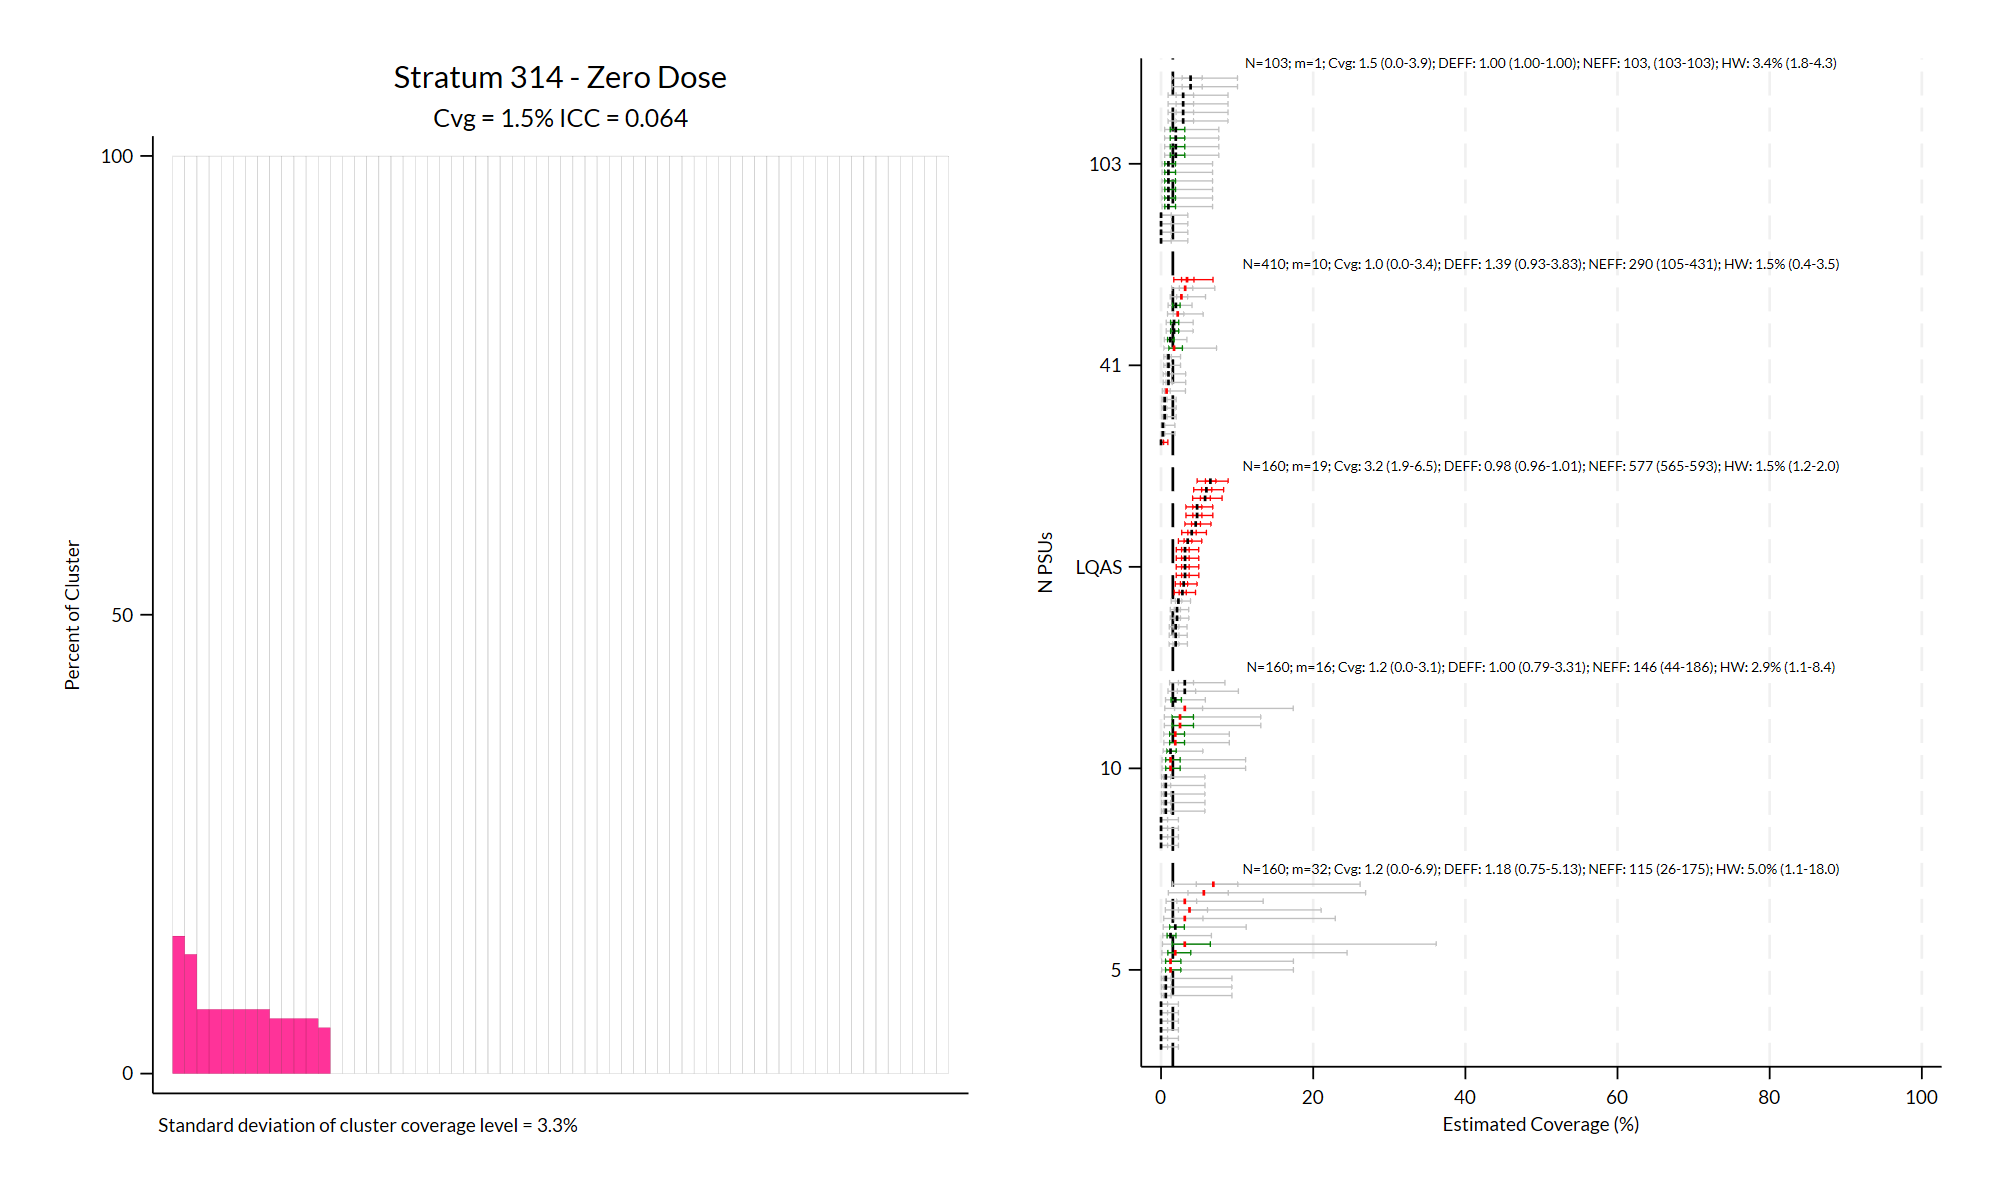 Stratum 314 - Zero Dose
Cvg = 1.5% ICC = 0.064
Percent of Cluster
100
50
0
Standard deviation of cluster coverage level = 3.3%
N PSUs
N=103; m=1; Cvg: 1.5 (0.0-3.9); DEFF: 1.00 (1.00-1.00); NEFF: 103, (103-103); HW: 3.4% (1.8-4.3)
103
N=410; m=10; Cvg: 1.0 (0.0-3.4); DEFF: 1.39 (0.93-3.83); NEFF: 290 (105-431); HW: 1.5% (0.4-3.5)
41
N=160; m=19; Cvg: 3.2 (1.9-6.5); DEFF: 0.98 (0.96-1.01); NEFF: 577 (565-593); HW: 1.5% (1.2-2.0)
LQAS
N=160; m=16; Cvg: 1.2 (0.0-3.1); DEFF: 1.00 (0.79-3.31); NEFF: 146 (44-186); HW: 2.9% (1.1-8.4)
10
N=160; m=32; Cvg: 1.2 (0.0-6.9); DEFF: 1.18 (0.75-5.13); NEFF: 115 (26-175); HW: 5.0% (1.1-18.0)
5
0 20 40 60 80 100
Estimated Coverage (%)